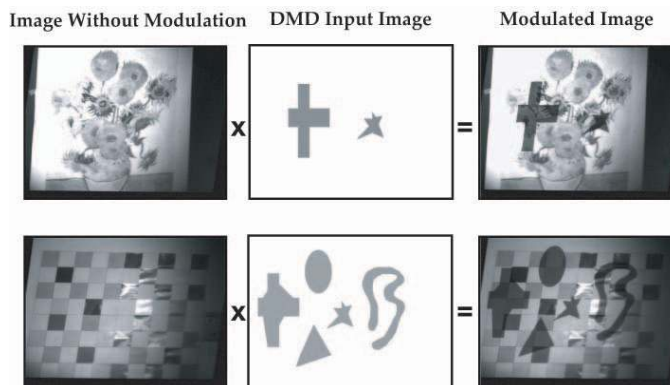 Image Without Modulation DMD Input Image Modulated Image
x =
x =